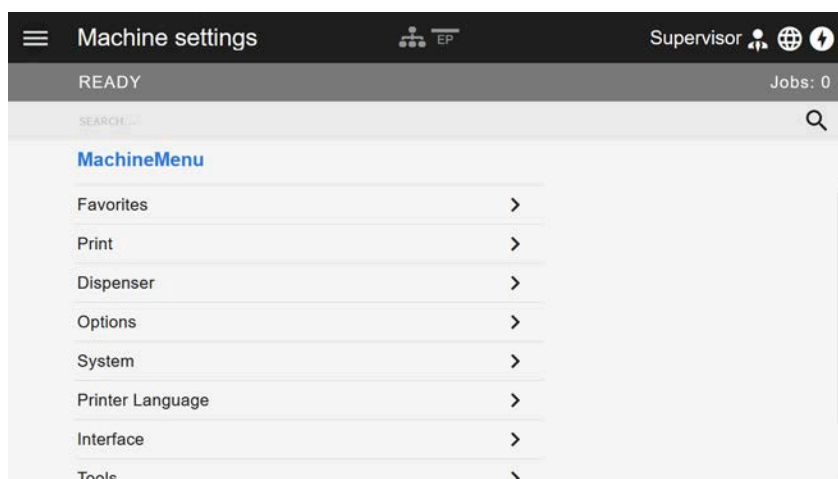 Machine settings EP Supervisor
READY Jobs: 0
SEARCH...
MachineMenu
Favorites
Print
Dispenser
Options
System
Printer Language
Interface
Tools